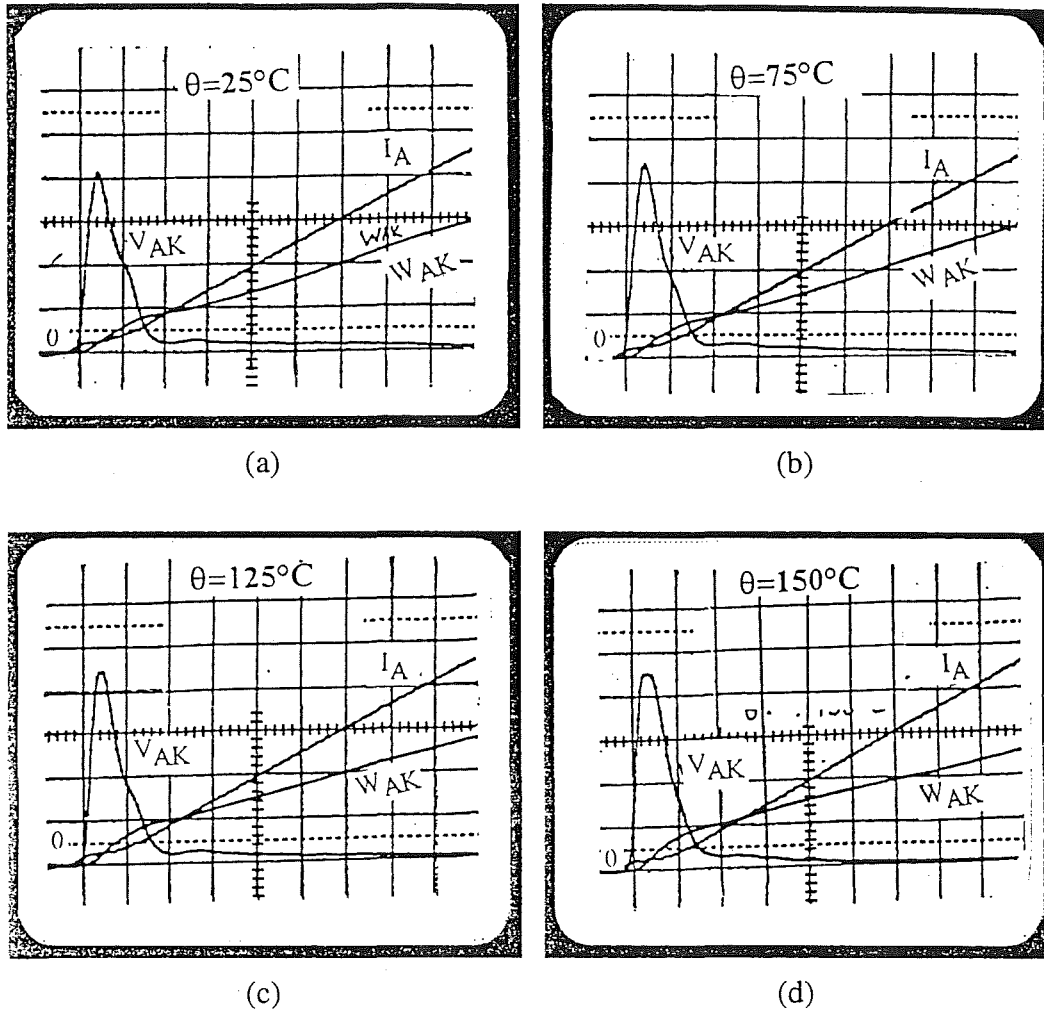 θ=25°C
I_A
V_AK
W_AK
W_AK
0
(a)
θ=75°C
I_A
V_AK
W_AK
0
(b)
θ=125°C
I_A
V_AK
W_AK
0
(c)
θ=150°C
I_A
V_AK
W_AK
0
(d)